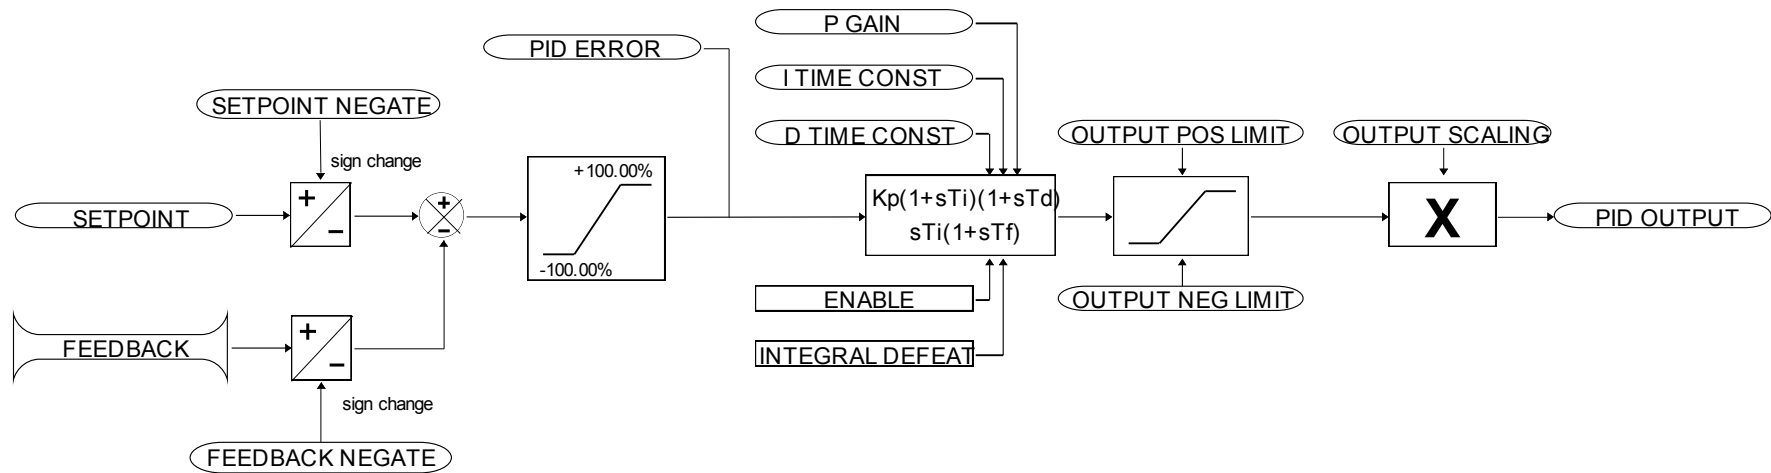 P GAIN
PID ERROR
I TIME CONST
SETPOINT NEGATE
D TIME CONST
OUTPUT POS LIMIT
OUTPUT SCALING
sign change
+100.00%
+
-
SETPOINT
+
-
Kp(1+sTi)(1+sTd)
sTi(1+sTf)
X
PID OUTPUT
-100.00%
ENABLE
OUTPUT NEG LIMIT
+
-
FEEDBACK
INTEGRAL DEFEAT
sign change
FEEDBACK NEGATE